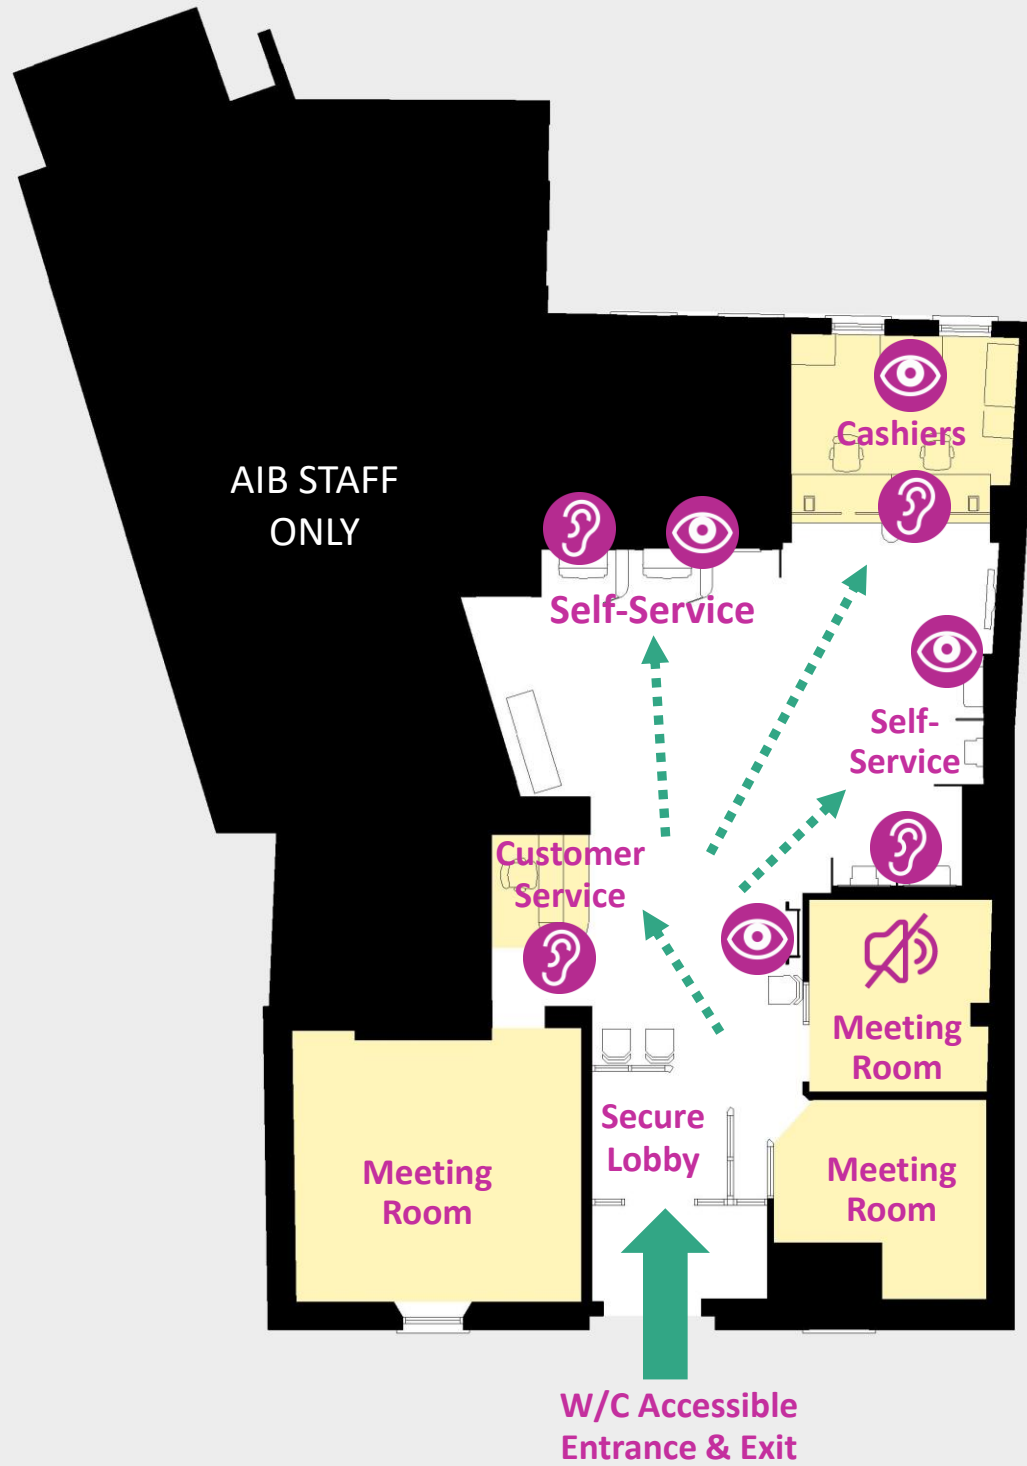 AIB STAFF
ONLY
Cashiers
Self-Service
Self-
Service
Customer
Service
Meeting
Room
Secure
Lobby
Meeting
Room
Meeting
Room
W/C Accessible
Entrance & Exit